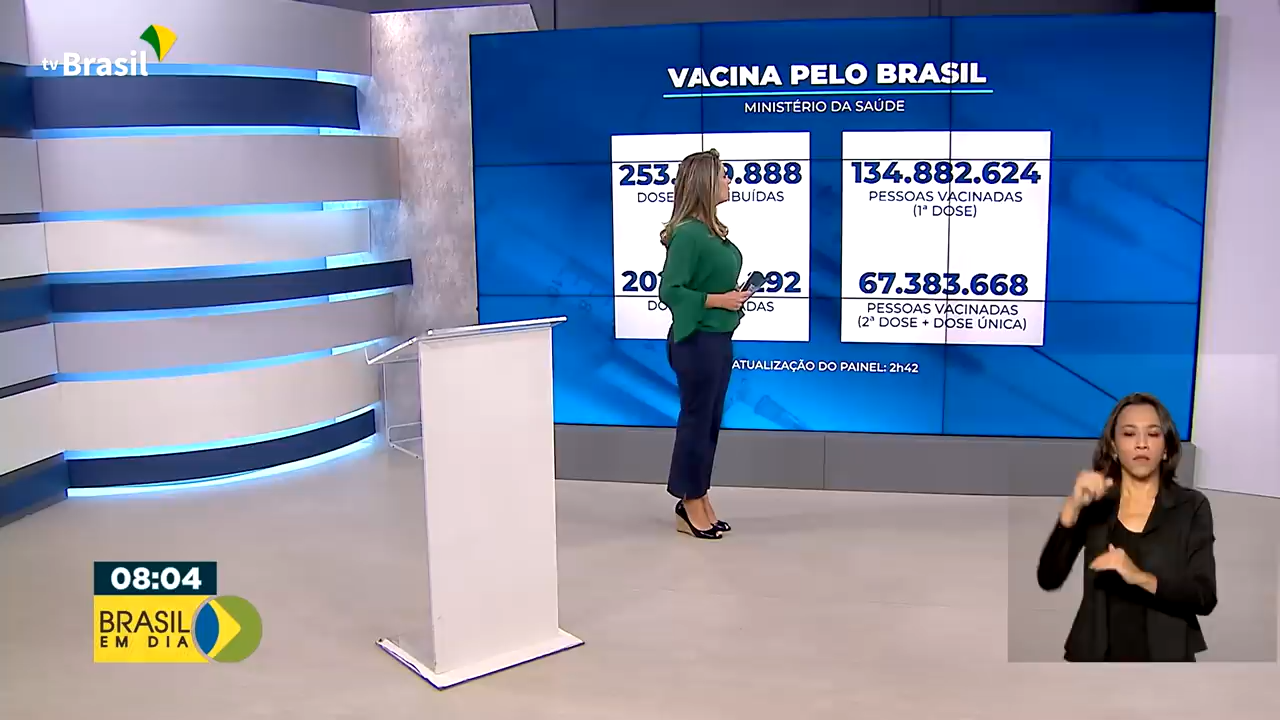 tv Brasil
VACINA PELO BRASIL
MINISTÉRIO DA SAÚDE
134.882.624
PESSOAS VACINADAS
(1ª DOSE)
67.383.668
PESSOAS VACINADAS
(2ª DOSE + DOSE ÚNICA)
ATUALIZAÇÃO DO PAINEL: 2h42
08:04
BRASIL
EM DIA